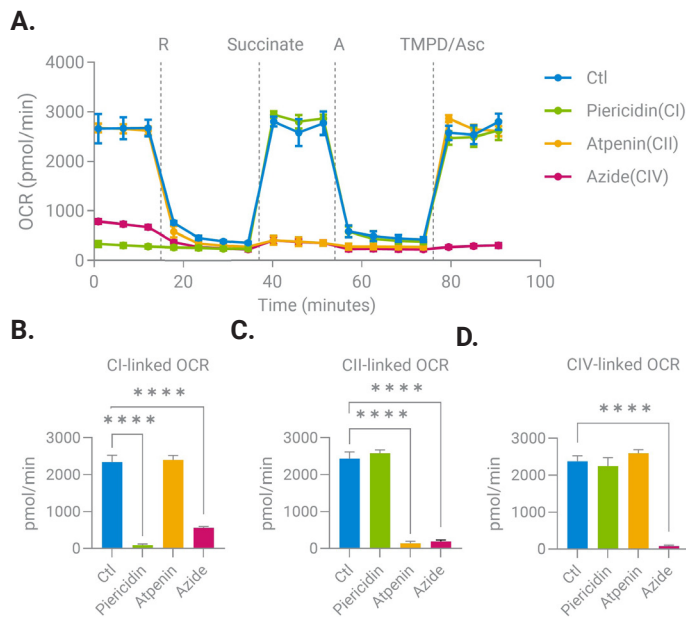 A.
R Succinate A TMPD/Asc
4000
3000
2000
1000
0
OCR (pmol/min)
0 20 40 60 80 100
Time (minutes)
Ctl
Piericidin(CI)
Atpenin(CII)
Azide(CIV)
B.
CI-linked OCR
****
****
3000
2000
1000
0
pmol/min
Ctl
Piericidin
Atpenin
Azide
C.
CII-linked OCR
****
****
3000
2000
1000
0
pmol/min
Ctl
Piericidin
Atpenin
Azide
D.
CIV-linked OCR
****
3000
2000
1000
0
pmol/min
Ctl
Piericidin
Atpenin
Azide